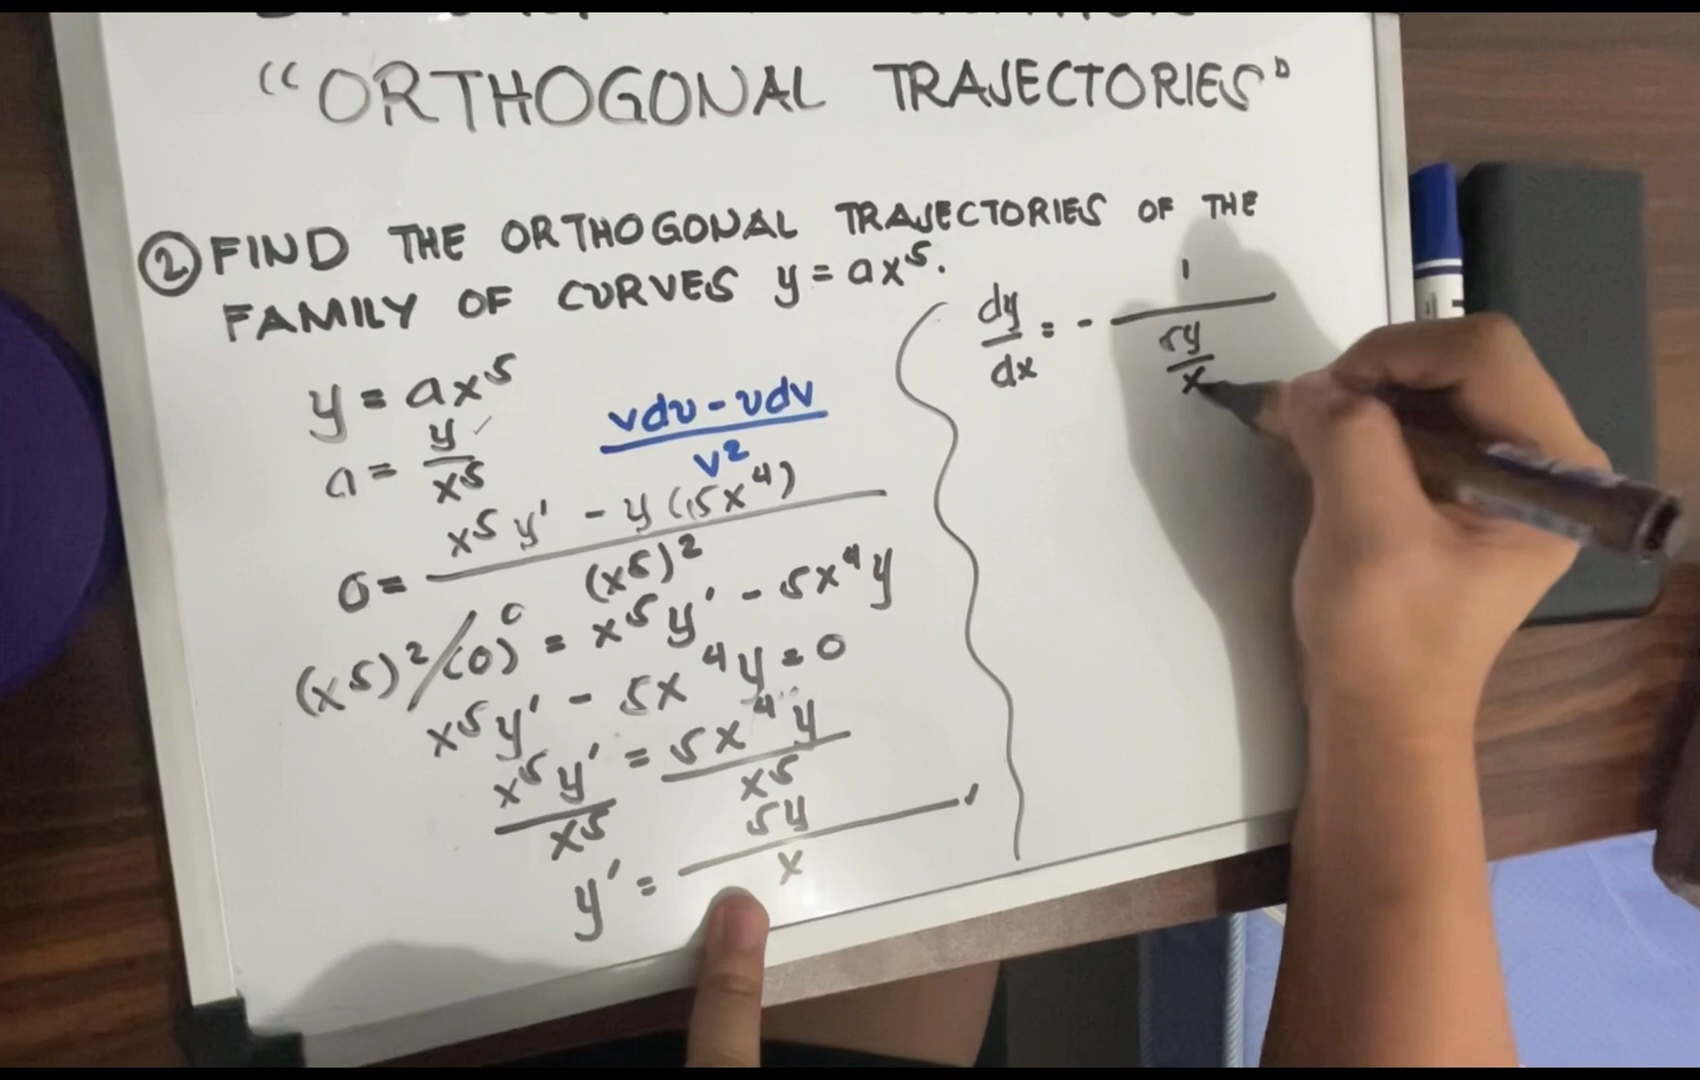 “ORTHOGONAL TRAJECTORIES”
② FIND THE ORTHOGONAL TRAJECTORIES OF THE
FAMILY OF CURVES y = ax⁵.
y = ax⁵
a = y/x⁵ ✓
(vdu - udv)/v²
0 = (x⁵y' - y(5x⁴))/(x⁵)²
(x⁵)²(0)⁰ = x⁵y' - 5x⁴y
x⁵y' - 5x⁴y = 0
x⁵y'/x⁵ = 5x⁴y/x⁵
y' = 5y/x
dy/dx = - 1/(5y/x)